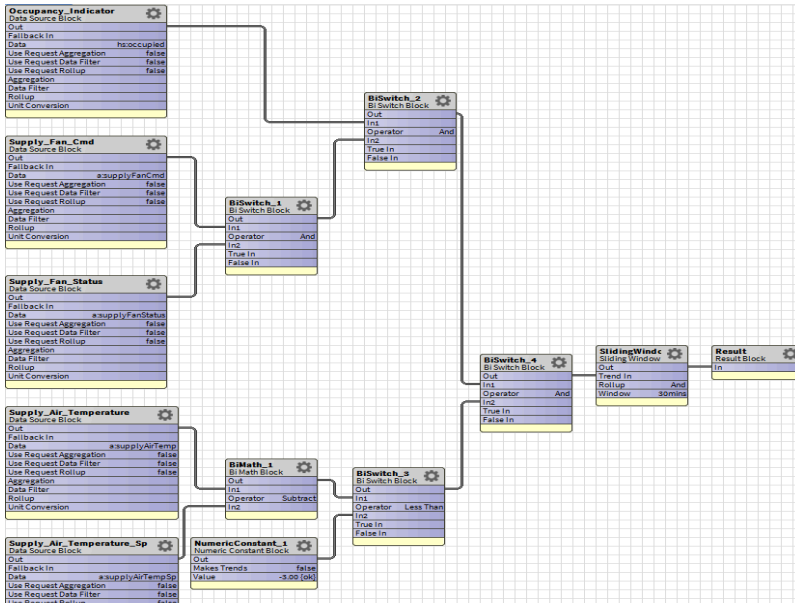 Occupancy_Indicator
Data Source Block
Out
Fallback In
Data hs:occupied
Use Request Aggregation false
Use Request Data Filter false
Use Request Rollup false
Aggregation
Data Filter
Rollup
Unit Conversion
Supply_Fan_Cmd
Data Source Block
Out
Fallback In
Data a:supplyFanCmd
Use Request Aggregation false
Use Request Data Filter false
Use Request Rollup false
Aggregation
Data Filter
Rollup
Unit Conversion
Supply_Fan_Status
Data Source Block
Out
Fallback In
Data a:supplyFanStatus
Use Request Aggregation false
Use Request Data Filter false
Use Request Rollup false
Aggregation
Data Filter
Rollup
Unit Conversion
Supply_Air_Temperature
Data Source Block
Out
Fallback In
Data a:supplyAirTemp
Use Request Aggregation false
Use Request Data Filter false
Use Request Rollup false
Aggregation
Data Filter
Rollup
Unit Conversion
Supply_Air_Temperature_Sp
Data Source Block
Out
Fallback In
Data a:supplyAirTempSp
Use Request Aggregation false
Use Request Data Filter false
Use Request Rollup false
BiSwitch_1
Bi Switch Block
Out
In1
Operator And
In2
True In
False In
BiMath_1
Bi Math Block
Out
In1
Operator Subtract
In2
NumericConstant_1
Numeric Constant Block
Out
Makes Trends false
Value -3.00 [ok]
BiSwitch_2
Bi Switch Block
Out
In1
Operator And
In2
True In
False In
BiSwitch_3
Bi Switch Block
Out
In1
Operator Less Than
In2
True In
False In
BiSwitch_4
Bi Switch Block
Out
In1
Operator And
In2
True In
False In
SlidingWindc
Sliding Window
Out
Trend In
Rollup And
Window 30mins
Result
Result Block
In